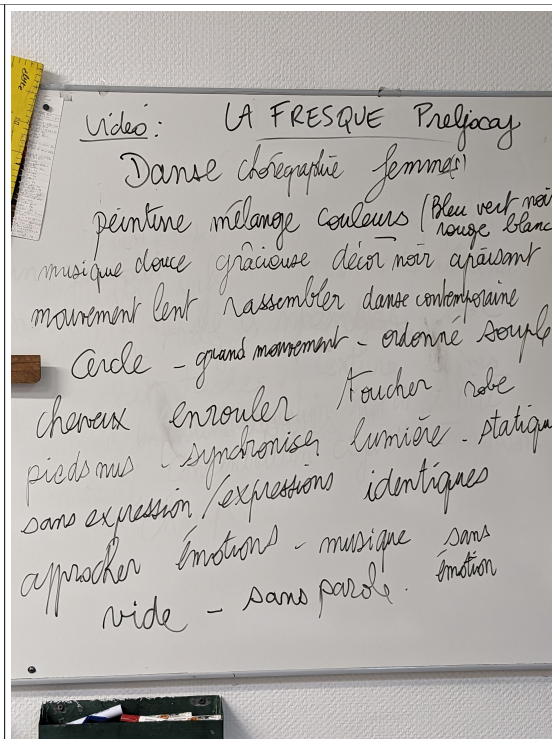 Vidéo : LA FRESQUE Preljocaj
Danse chorégraphie femme(s)
peinture mélange couleurs (Bleu vert noir
rouge blanc
musique douce grâcieuse décor noir apaisant
mouvement lent rassembler danse contemporaine
Cercle - grand mouvement - ordonné souple
cheveux enrouler / toucher robe
pieds nus - synchroniser lumière - statique
sans expression / expressions identiques
approcher émotions - musique sans
émotion
vide - sans parole.